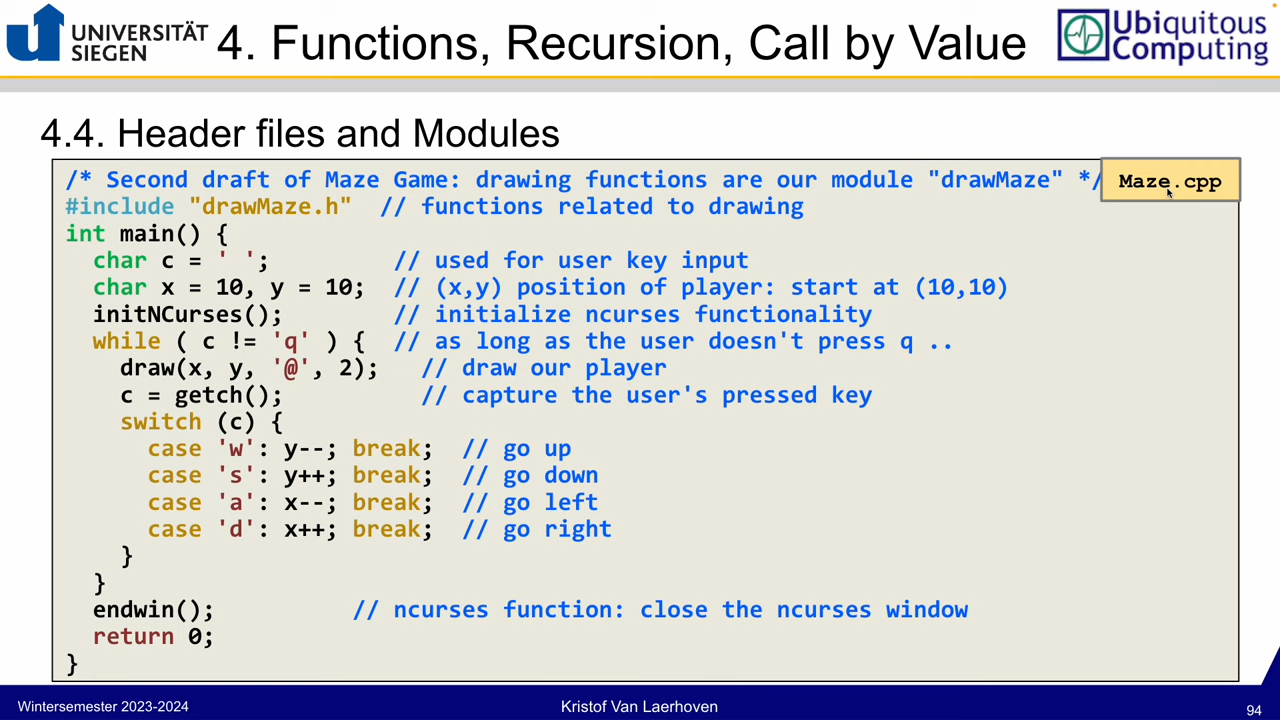 UNIVERSITÄT
SIEGEN
4. Functions, Recursion, Call by Value
Ubiquitous
Computing
4.4. Header files and Modules
/* Second draft of Maze Game: drawing functions are our module "drawMaze" */
Maze.cpp
#include "drawMaze.h"  // functions related to drawing
int main() {
  char c = ' ';         // used for user key input
  char x = 10, y = 10;  // (x,y) position of player: start at (10,10)
  initNCurses();        // initialize ncurses functionality
  while ( c != 'q' ) {  // as long as the user doesn't press q ..
    draw(x, y, '@', 2);   // draw our player
    c = getch();          // capture the user's pressed key
    switch (c) {
      case 'w': y--; break;  // go up
      case 's': y++; break;  // go down
      case 'a': x--; break;  // go left
      case 'd': x++; break;  // go right
    }
  }
  endwin();          // ncurses function: close the ncurses window
  return 0;
}
Wintersemester 2023-2024
Kristof Van Laerhoven
94